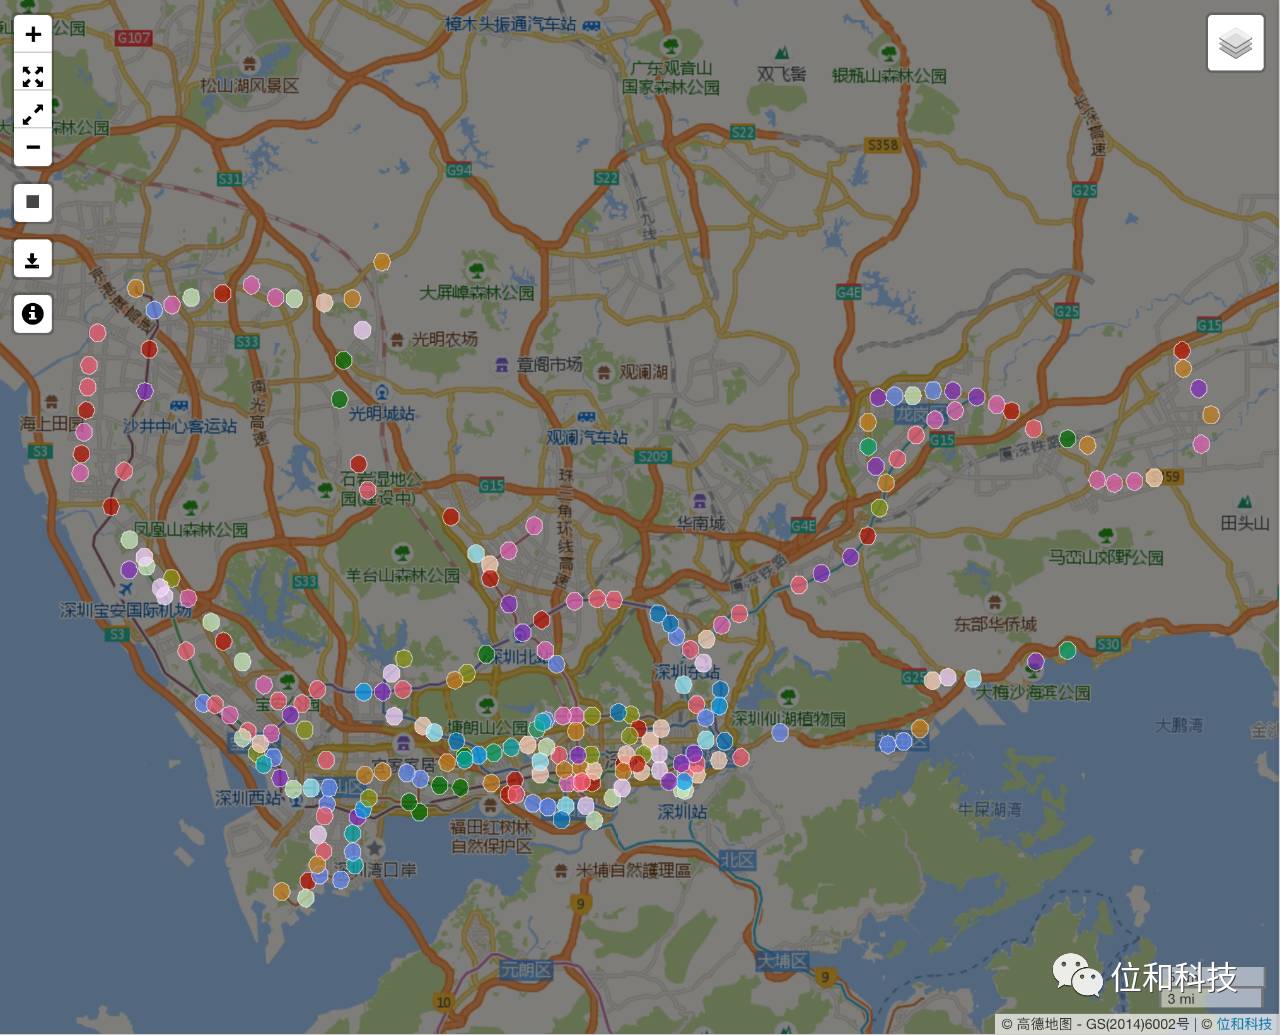 樟木头振通汽车站
G107
广东观音山
国家森林公园
双飞髻
银瓶山森林公园
松山湖风景区
森林公园
长深高速
S22
S358
G94
S31
S22
G25
广九线
大屏嶂森林公园
G4E
G25
G15
S33
光明农场
章阁市场
观澜湖
南光高速
光明城站
海上田园
沙井中心客运站
观澜汽车站
龙岗
G15
厦深铁路
S3
S209
石岩湿地公
园(建设中)
G15
珠三角环线高速
59
华南城
田头山
凤凰山森林公园
G4E
马峦山郊野公园
羊台山森林公园
厦深铁路
S33
深圳宝安国际机场
东部华侨城
S3
S30
深圳北站
深圳东站
G25
大梅沙海滨公园
塘朗山公园
深圳仙湖植物园
大鹏湾
深圳西站
深圳站
牛屎湖湾
福田红树林
自然保护区
深圳湾口岸
米埔自然護理區
北区
9
元朗区
大埔区
9
10
位和科技
3 mi
© 高德地图 - GS(2014)6002号 | © 位和科技